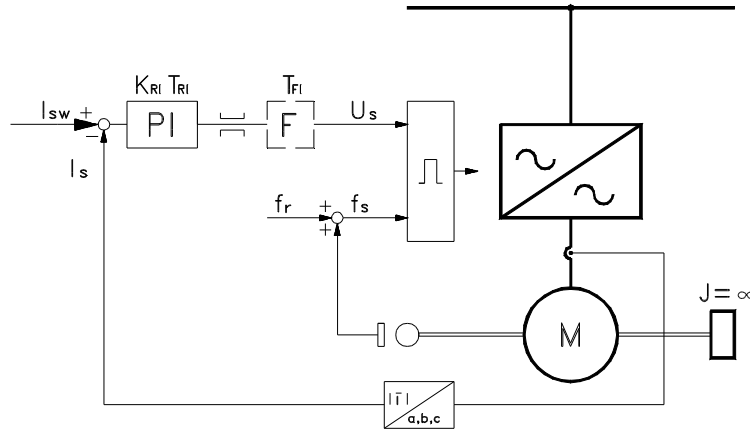 K_RI T_RI
T_FI
I_sw + PI F U_s
−
I_s
f_r + f_s
+
J = ∞
M
|i̅|
a,b,c